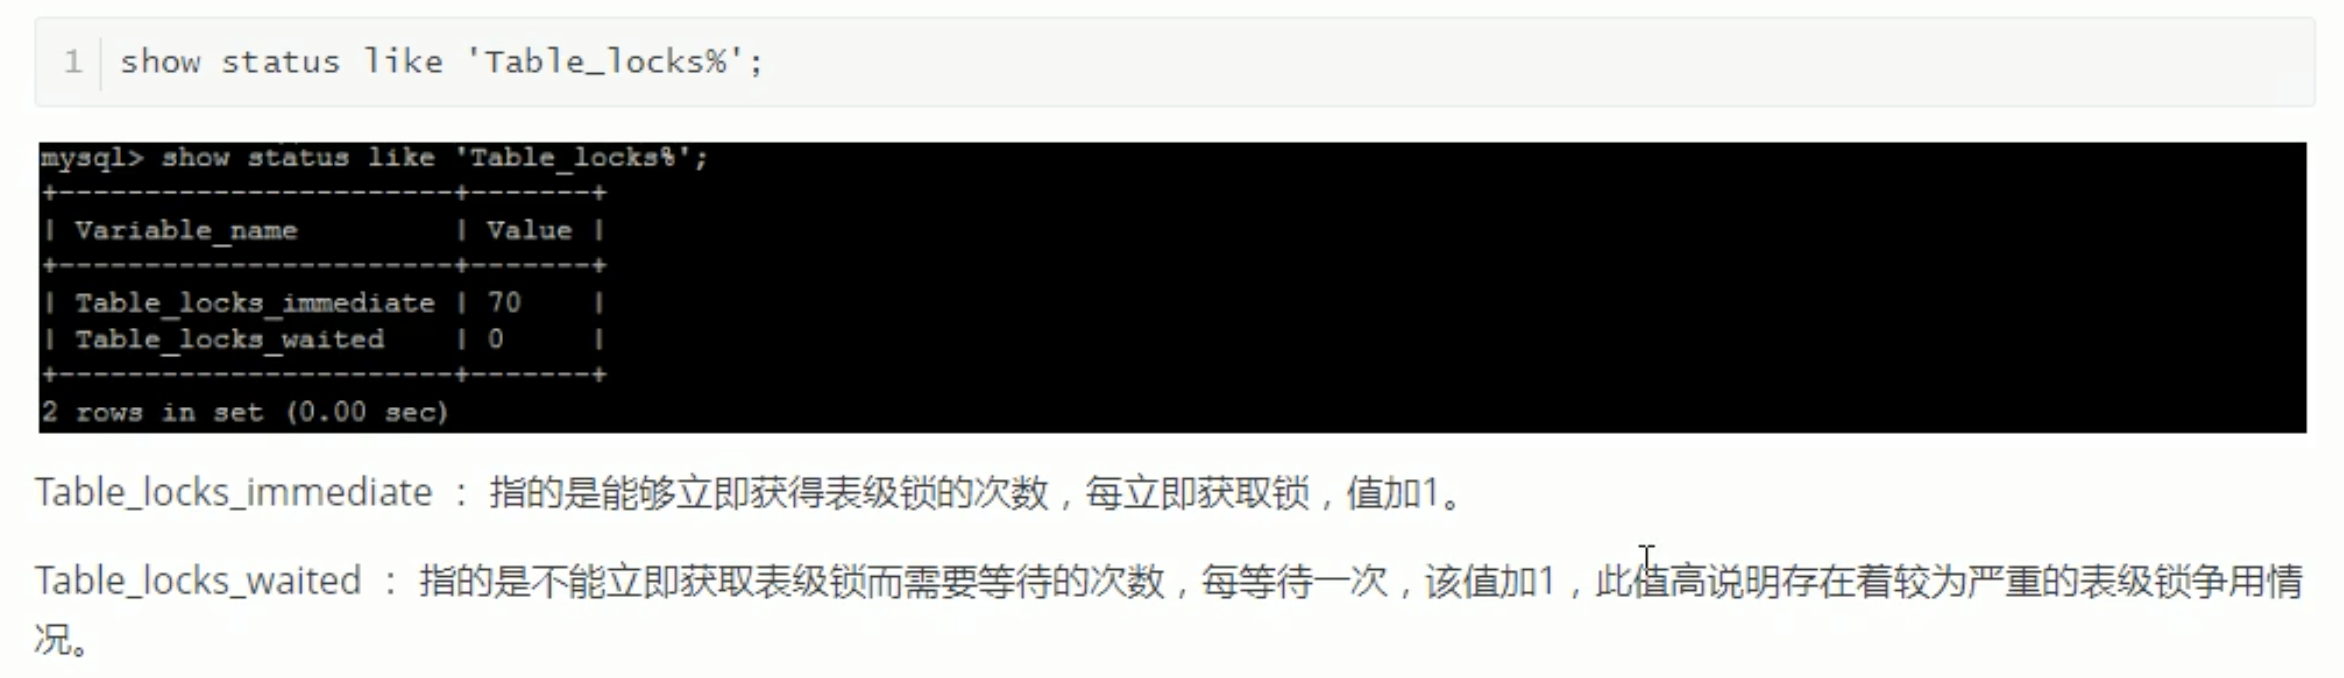 1 show status like 'Table_locks%';
mysql> show status like 'Table_locks%';
+-----------------------+-------+
| Variable_name         | Value |
+-----------------------+-------+
| Table_locks_immediate | 70    |
| Table_locks_waited    | 0     |
+-----------------------+-------+
2 rows in set (0.00 sec)
Table_locks_immediate ： 指的是能够立即获得表级锁的次数，每立即获取锁，值加1。
Table_locks_waited ： 指的是不能立即获取表级锁而需要等待的次数，每等待一次，该值加1，此值高说明存在着较为严重的表级锁争用情
况。